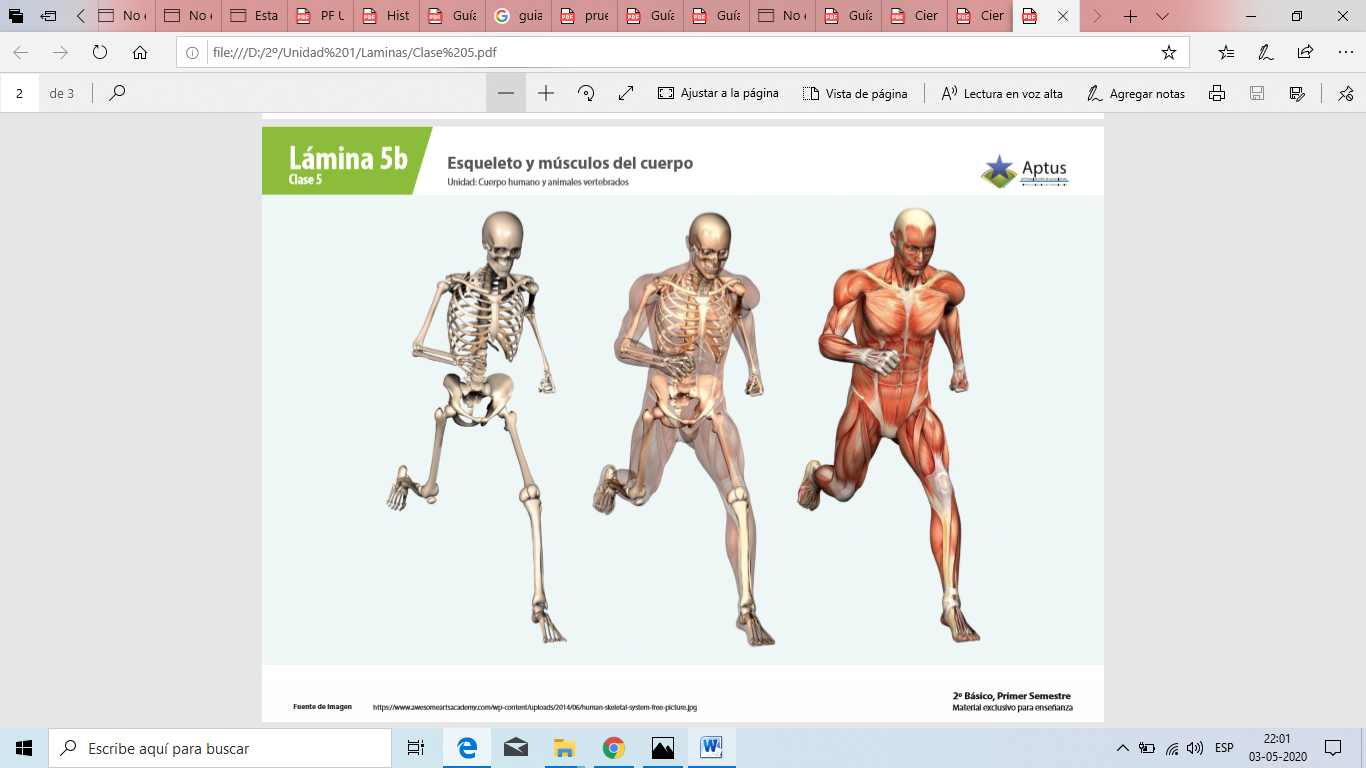 No
No e
Esta
PF U
Hist
gua
guia
prue
Guía
Guía
No e
Guía
Cier
Cier
file:///D:/2º/Unidad%201/Laminas/Clase%205.pdf
2 de 3
Ajustar a la página
Vista de página
Lectura en voz alta
Agregar notas
Lámina 5b
Clase 5
Esqueleto y músculos del cuerpo
Unidad: Cuerpo humano y animales vertebrados
Aptus
2º Básico, Primer Semestre
Fuente de Imagen https://www.awesomeartsacademy.com/wp-content/uploads/2014/06/human-skeletal-system-free-picture.jpg
Material exclusivo para enseñanza
Escribe aquí para buscar
ESP
22:01
03-05-2020